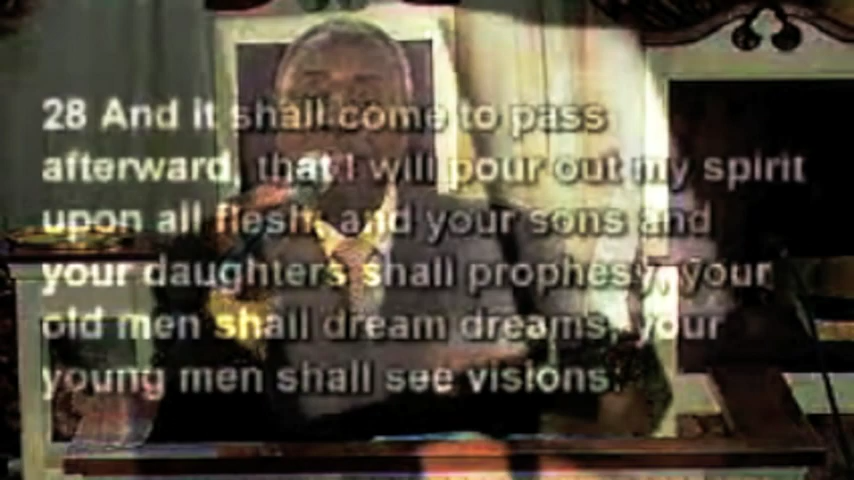 28 And it shall come to pass
afterward, that I will pour out my spirit
upon all flesh; and your sons and
your daughters shall prophesy, your
old men shall dream dreams, your
young men shall see visions: